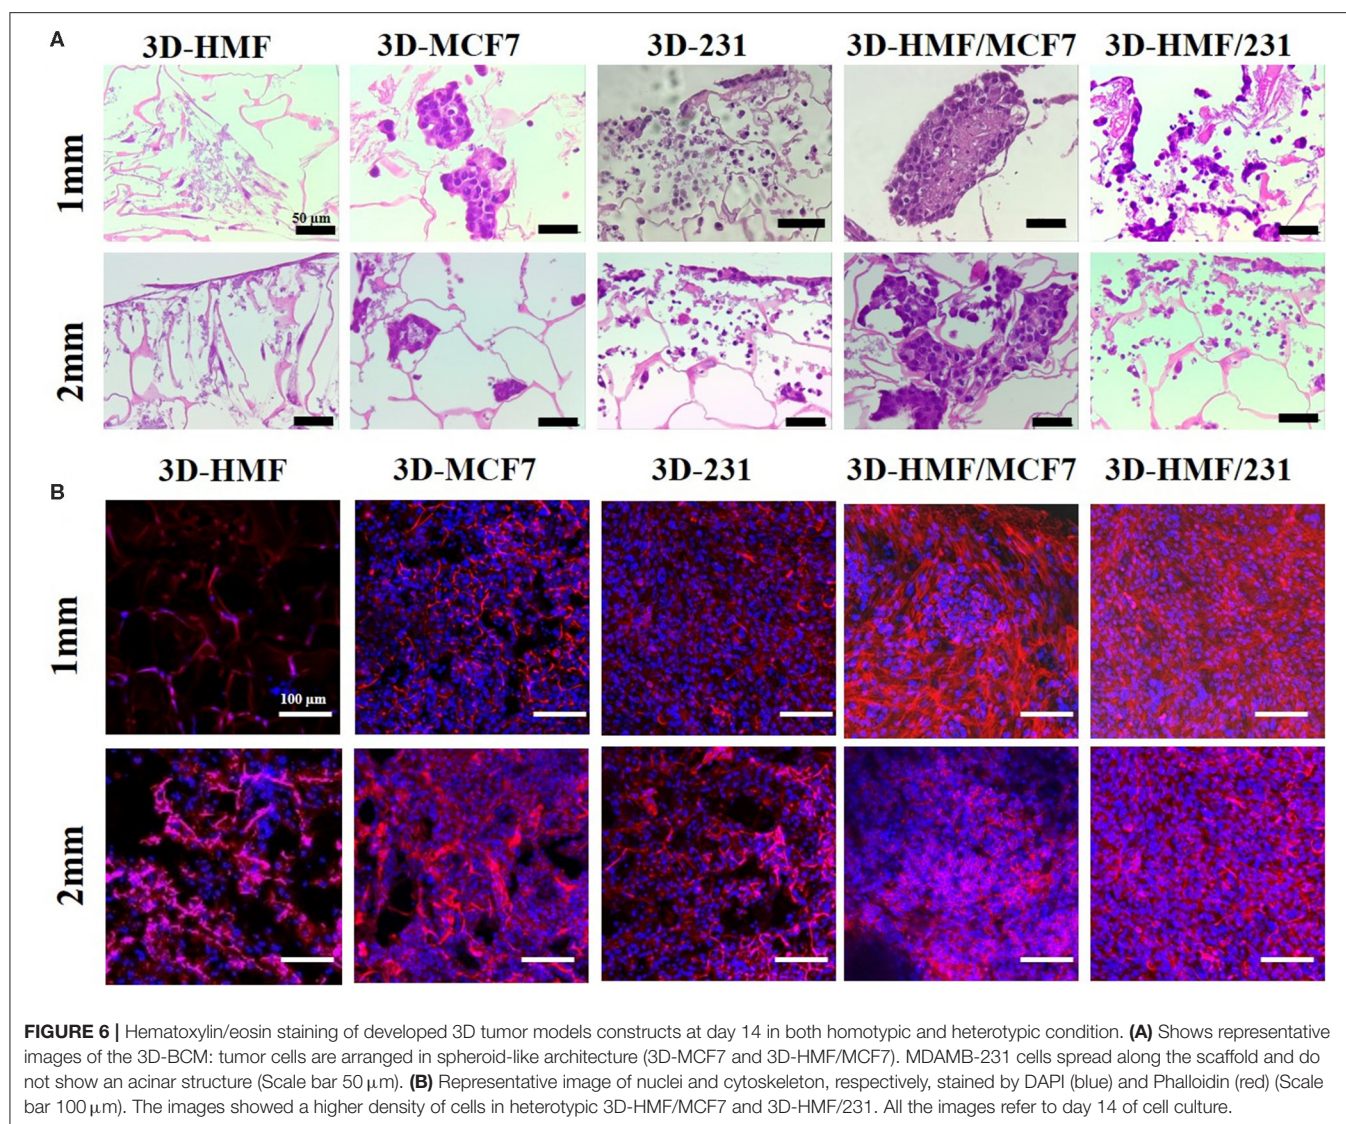 A
3D-HMF 3D-MCF7 3D-231 3D-HMF/MCF7 3D-HMF/231
1mm
50 µm
2mm
B
3D-HMF 3D-MCF7 3D-231 3D-HMF/MCF7 3D-HMF/231
1mm
100 µm
2mm
FIGURE 6 | Hematoxylin/eosin staining of developed 3D tumor models constructs at day 14 in both homotypic and heterotypic condition. (A) Shows representative
images of the 3D-BCM: tumor cells are arranged in spheroid-like architecture (3D-MCF7 and 3D-HMF/MCF7). MDAMB-231 cells spread along the scaffold and do
not show an acinar structure (Scale bar 50 µm). (B) Representative image of nuclei and cytoskeleton, respectively, stained by DAPI (blue) and Phalloidin (red) (Scale
bar 100 µm). The images showed a higher density of cells in heterotypic 3D-HMF/MCF7 and 3D-HMF/231. All the images refer to day 14 of cell culture.